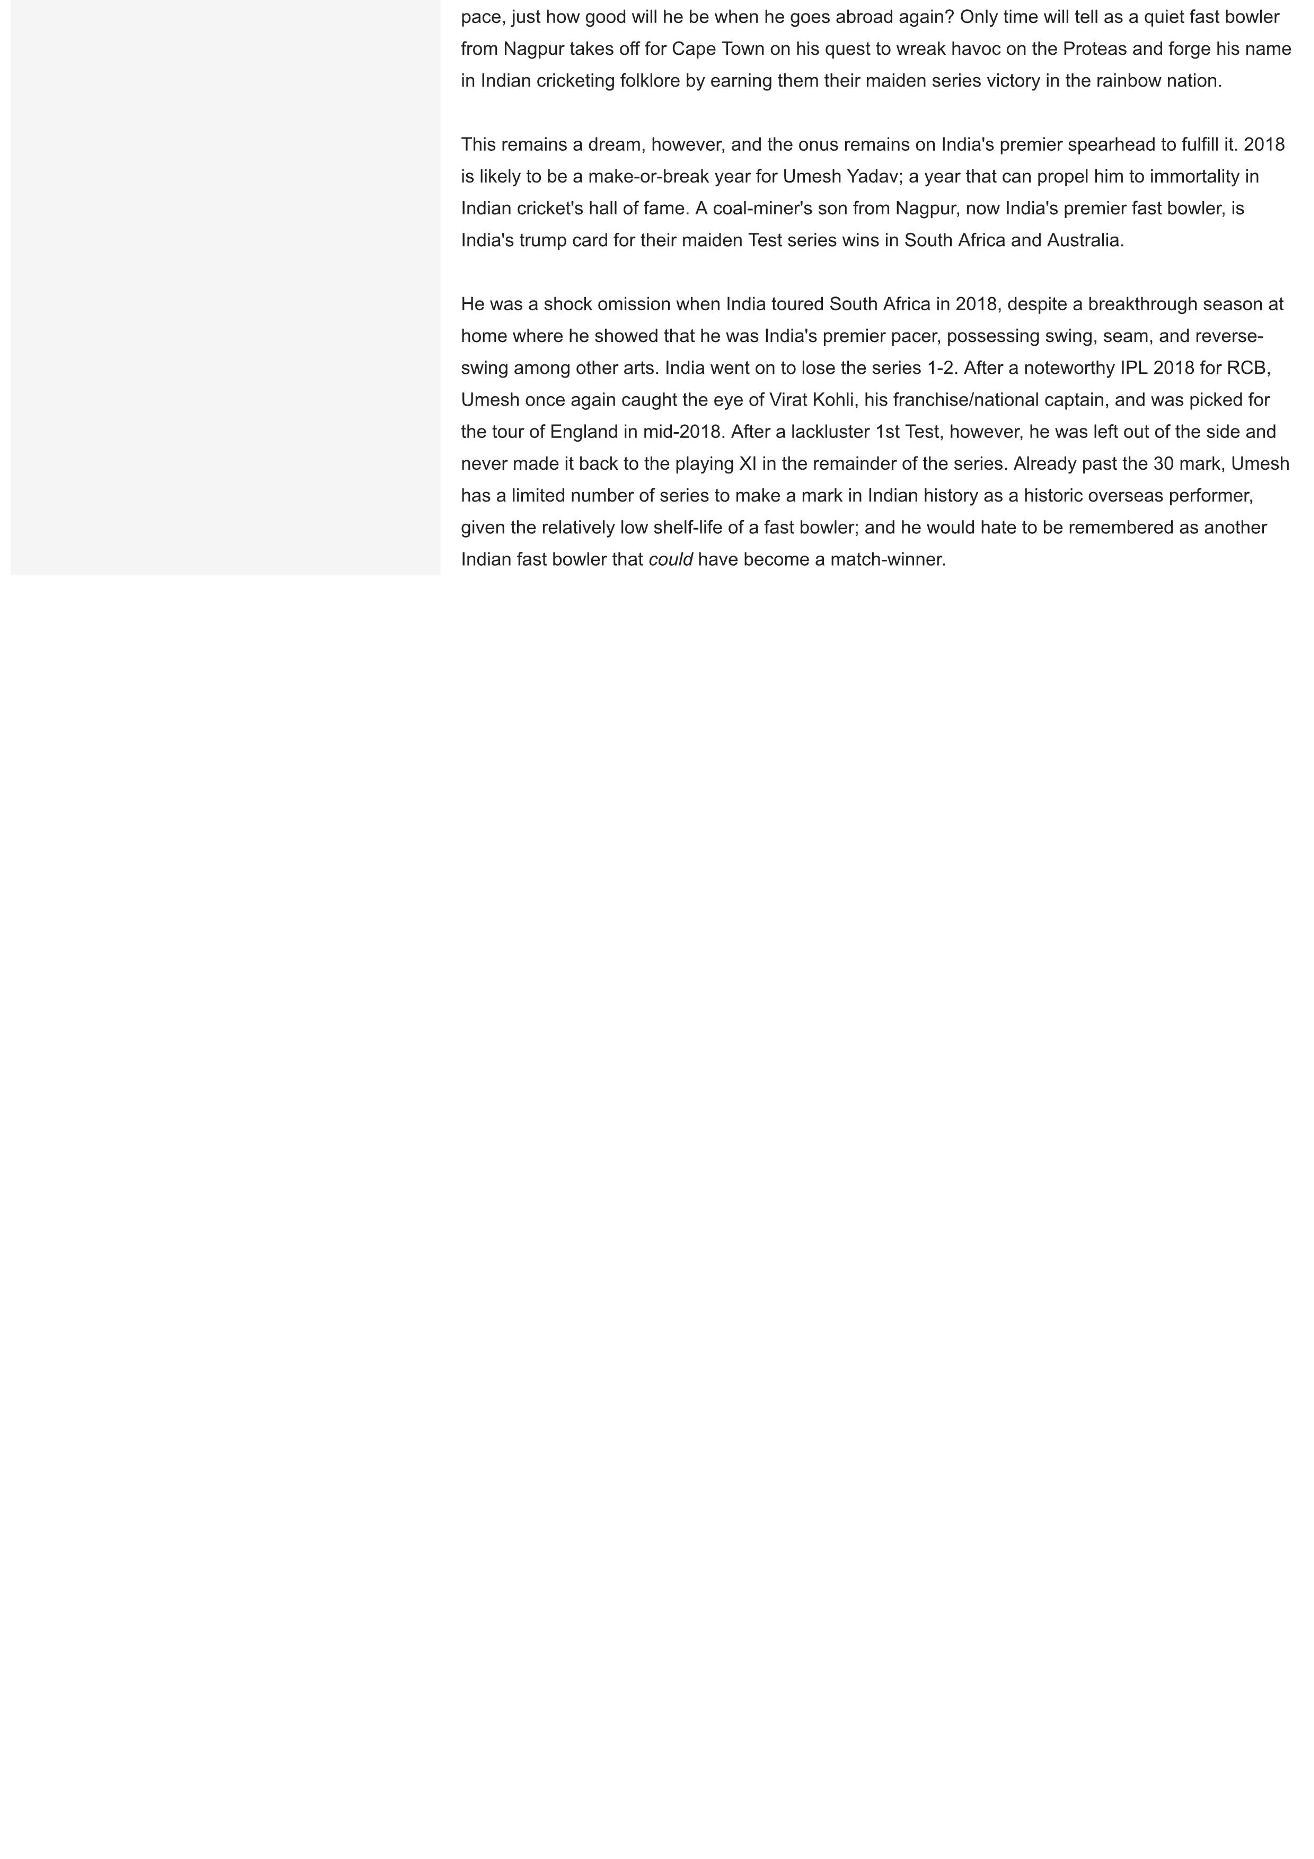 pace, just how good will he be when he goes abroad again? Only time will tell as a quiet fast bowler
from Nagpur takes off for Cape Town on his quest to wreak havoc on the Proteas and forge his name
in Indian cricketing folklore by earning them their maiden series victory in the rainbow nation.
This remains a dream, however, and the onus remains on India's premier spearhead to fulfill it. 2018
is likely to be a make-or-break year for Umesh Yadav; a year that can propel him to immortality in
Indian cricket's hall of fame. A coal-miner's son from Nagpur, now India's premier fast bowler, is
India's trump card for their maiden Test series wins in South Africa and Australia.
He was a shock omission when India toured South Africa in 2018, despite a breakthrough season at
home where he showed that he was India's premier pacer, possessing swing, seam, and reverse-
swing among other arts. India went on to lose the series 1-2. After a noteworthy IPL 2018 for RCB,
Umesh once again caught the eye of Virat Kohli, his franchise/national captain, and was picked for
the tour of England in mid-2018. After a lackluster 1st Test, however, he was left out of the side and
never made it back to the playing XI in the remainder of the series. Already past the 30 mark, Umesh
has a limited number of series to make a mark in Indian history as a historic overseas performer,
given the relatively low shelf-life of a fast bowler; and he would hate to be remembered as another
Indian fast bowler that could have become a match-winner.